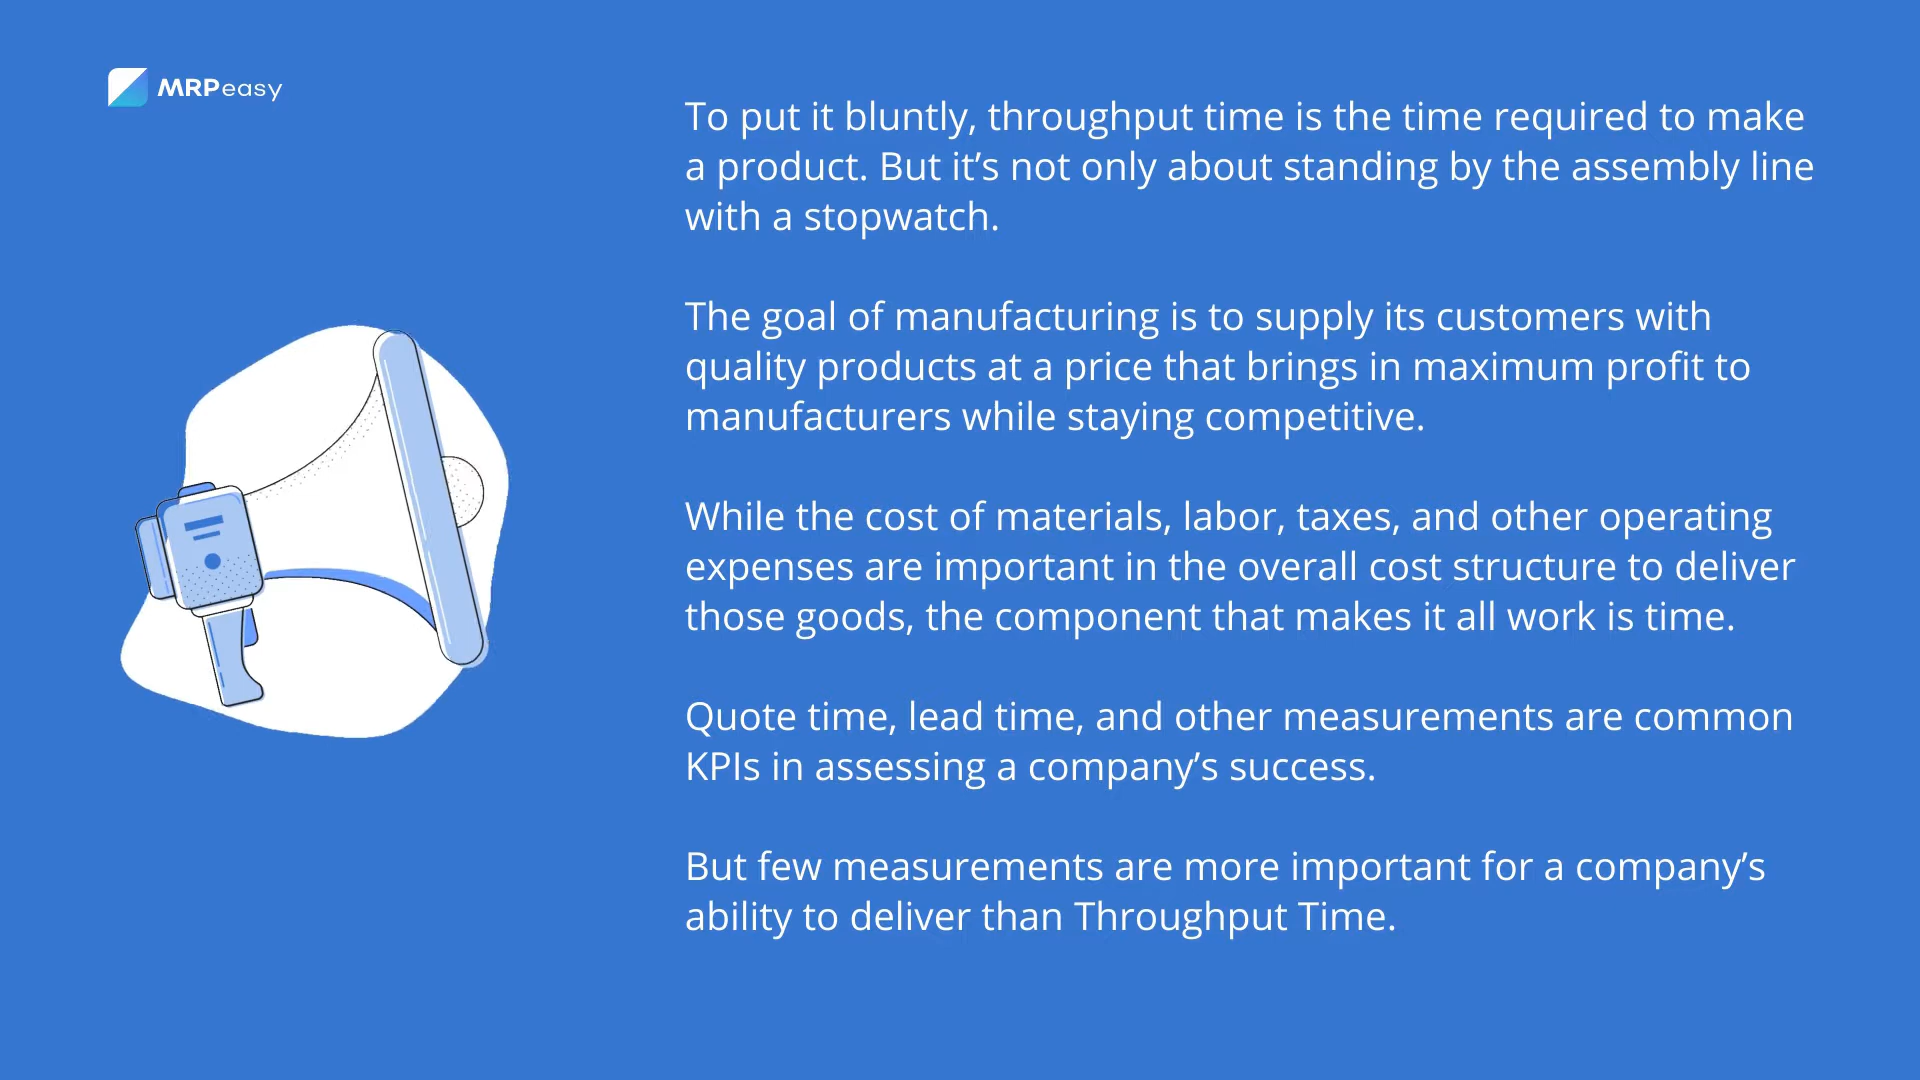 MRPeasy
To put it bluntly, throughput time is the time required to make
a product. But it’s not only about standing by the assembly line
with a stopwatch.
The goal of manufacturing is to supply its customers with
quality products at a price that brings in maximum profit to
manufacturers while staying competitive.
While the cost of materials, labor, taxes, and other operating
expenses are important in the overall cost structure to deliver
those goods, the component that makes it all work is time.
Quote time, lead time, and other measurements are common
KPIs in assessing a company’s success.
But few measurements are more important for a company’s
ability to deliver than Throughput Time.